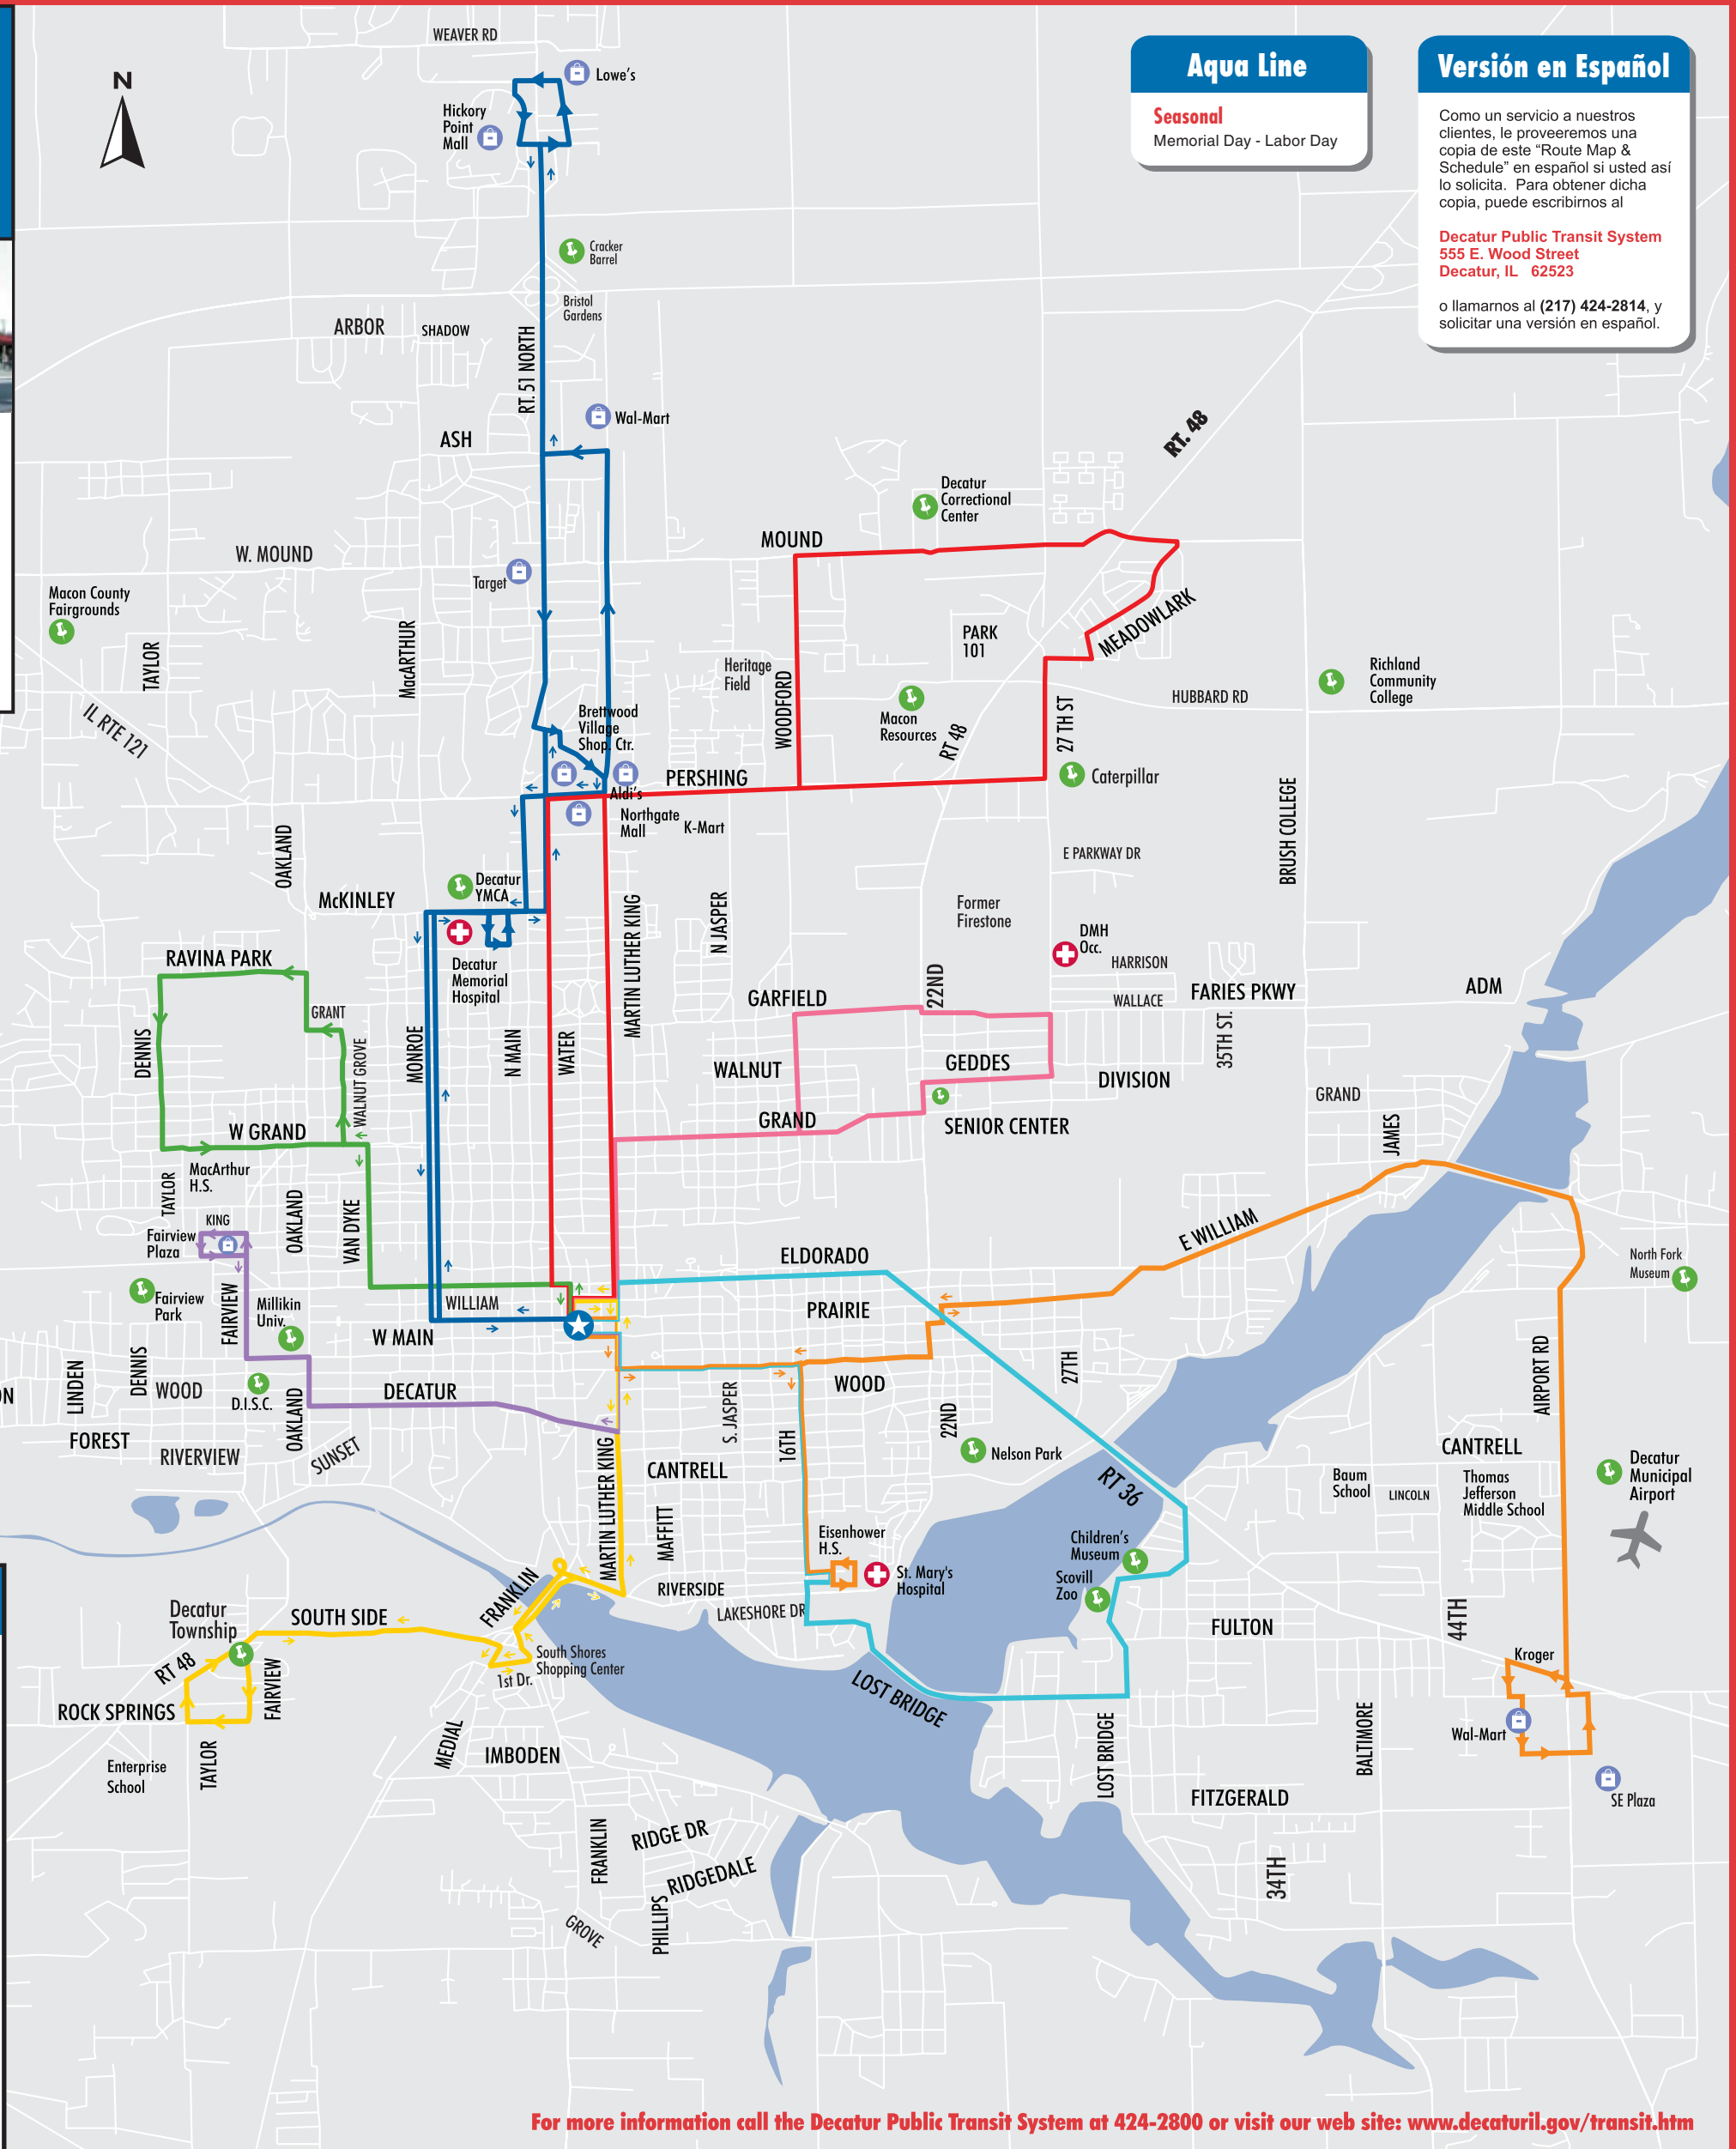 WEAVER RD
Lowe's
Hickory
Point
Mall
N
Aqua Line
Seasonal
Memorial Day - Labor Day
Versión en Español
Como un servicio a nuestros
clientes, le proveeremos una
copia de este “Route Map &
Schedule” en español si usted así
lo solicita. Para obtener dicha
copia, puede escribirnos al
Decatur Public Transit System
555 E. Wood Street
Decatur, IL 62523
o llamarnos al (217) 424-2814, y
solicitar una versión en español.
Cracker
Barrel
Bristol
Gardens
ARBOR
SHADOW
RT. 51 NORTH
Wal-Mart
ASH
RT. 48
Decatur
Correctional
Center
MOUND
W. MOUND
Target
Macon County
Fairgrounds
TAYLOR
MacARTHUR
MEADOWLARK
PARK
101
Heritage
Field
WOODFORD
Richland
Community
College
HUBBARD RD
IL RTE 121
Brettwood
Village
Shop. Ctr.
Macon
Resources
RT 48
27 TH ST
PERSHING
Caterpillar
Aldi's
Northgate
Mall
K-Mart
BRUSH COLLEGE
OAKLAND
E PARKWAY DR
Decatur
YMCA
McKINLEY
MARTIN LUTHER KING
N JASPER
Former
Firestone
DMH
Occ.
HARRISON
RAVINA PARK
Decatur
Memorial
Hospital
GARFIELD
22ND
WALLACE
FARIES PKWY
ADM
GRANT
DENNIS
WALNUT GROVE
MONROE
N MAIN
WATER
WALNUT
GEDDES
35TH ST.
DIVISION
GRAND
W GRAND
GRAND
SENIOR CENTER
JAMES
MacArthur
H.S.
TAYLOR
KING
OAKLAND
VAN DYKE
Fairview
Plaza
E WILLIAM
ELDORADO
North Fork
Museum
Fairview
Park
FAIRVIEW
Millikin
Univ.
WILLIAM
PRAIRIE
W MAIN
LINDEN
DENNIS
WOOD
D.I.S.C.
OAKLAND
DECATUR
WOOD
27TH
AIRPORT RD
ON
S. JASPER
16TH
22ND
FOREST
RIVERVIEW
SUNSET
Nelson Park
CANTRELL
CANTRELL
MARTIN LUTHER KING
MAFFITT
RT 36
Baum
School
LINCOLN
Thomas
Jefferson
Middle School
Decatur
Municipal
Airport
Eisenhower
H.S.
Children's
Museum
St. Mary's
Hospital
Scovill
Zoo
FRANKLIN
RIVERSIDE
LAKESHORE DR
Decatur
Township
SOUTH SIDE
FULTON
44TH
RT 48
FAIRVIEW
South Shores
Shopping Center
1st Dr.
Kroger
LOST BRIDGE
ROCK SPRINGS
Wal-Mart
MEDIAL
IMBODEN
LOST BRIDGE
BALTIMORE
Enterprise
School
TAYLOR
FITZGERALD
SE Plaza
FRANKLIN
RIDGE DR
RIDGEDALE
34TH
GROVE
PHILLIPS
For more information call the Decatur Public Transit System at 424-2800 or visit our web site: www.decaturil.gov/transit.htm